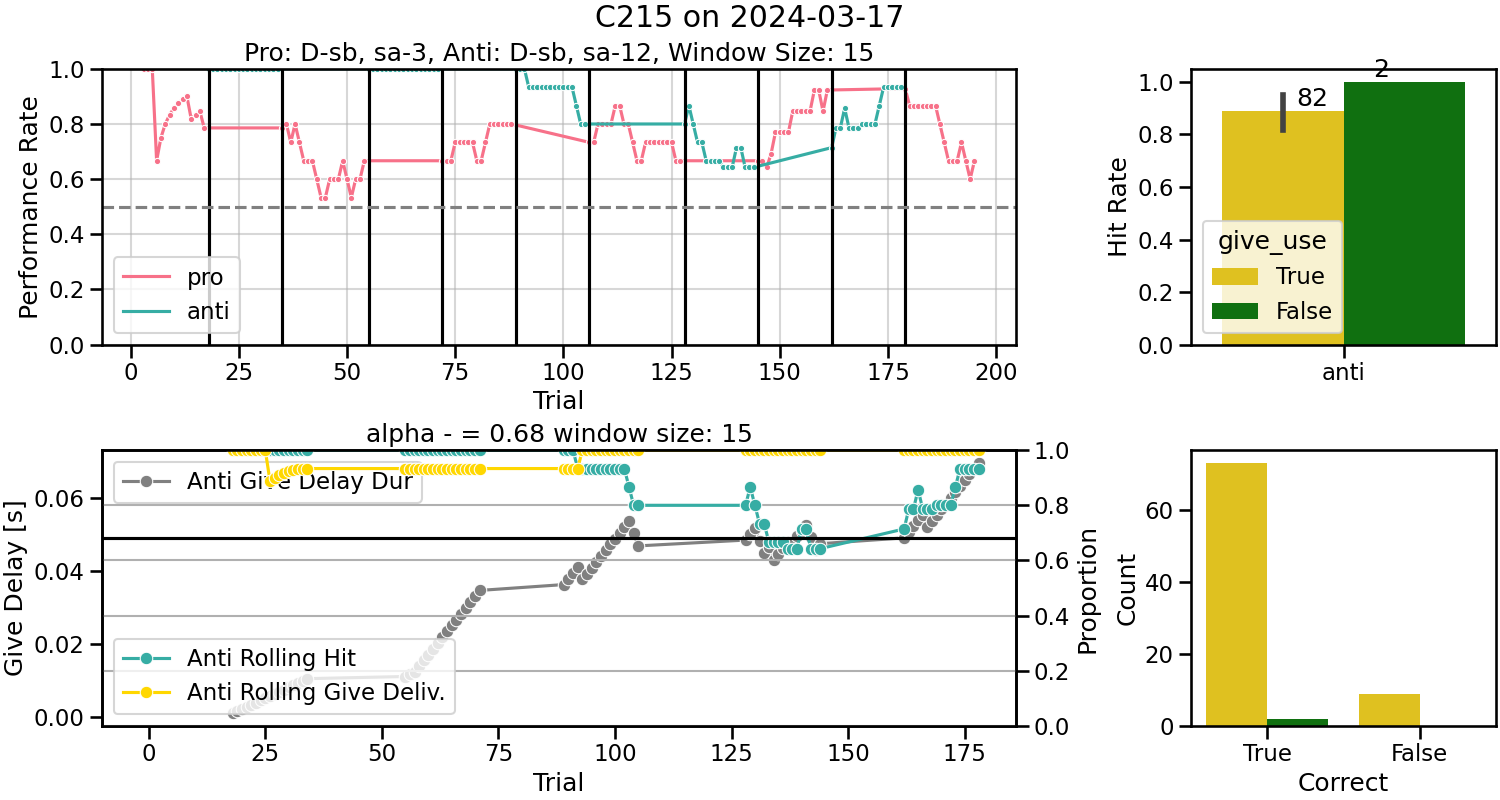 C215 on 2024-03-17
Pro: D-sb, sa-3, Anti: D-sb, sa-12, Window Size: 15
Performance Rate
1.0
0.8
0.6
0.4
0.2
0.0
pro
anti
0 25 50 75 100 125 150 175 200
Trial
Hit Rate
1.0
0.8
0.6
0.4
0.2
0.0
82
2
give_use
True
False
anti
alpha - = 0.68 window size: 15
Give Delay [s]
0.06
0.04
0.02
0.00
Anti Give Delay Dur
Anti Rolling Hit
Anti Rolling Give Deliv.
1.0
0.8
0.6
0.4
0.2
0.0
Proportion
0 25 50 75 100 125 150 175
Trial
Count
60
40
20
0
True False
Correct